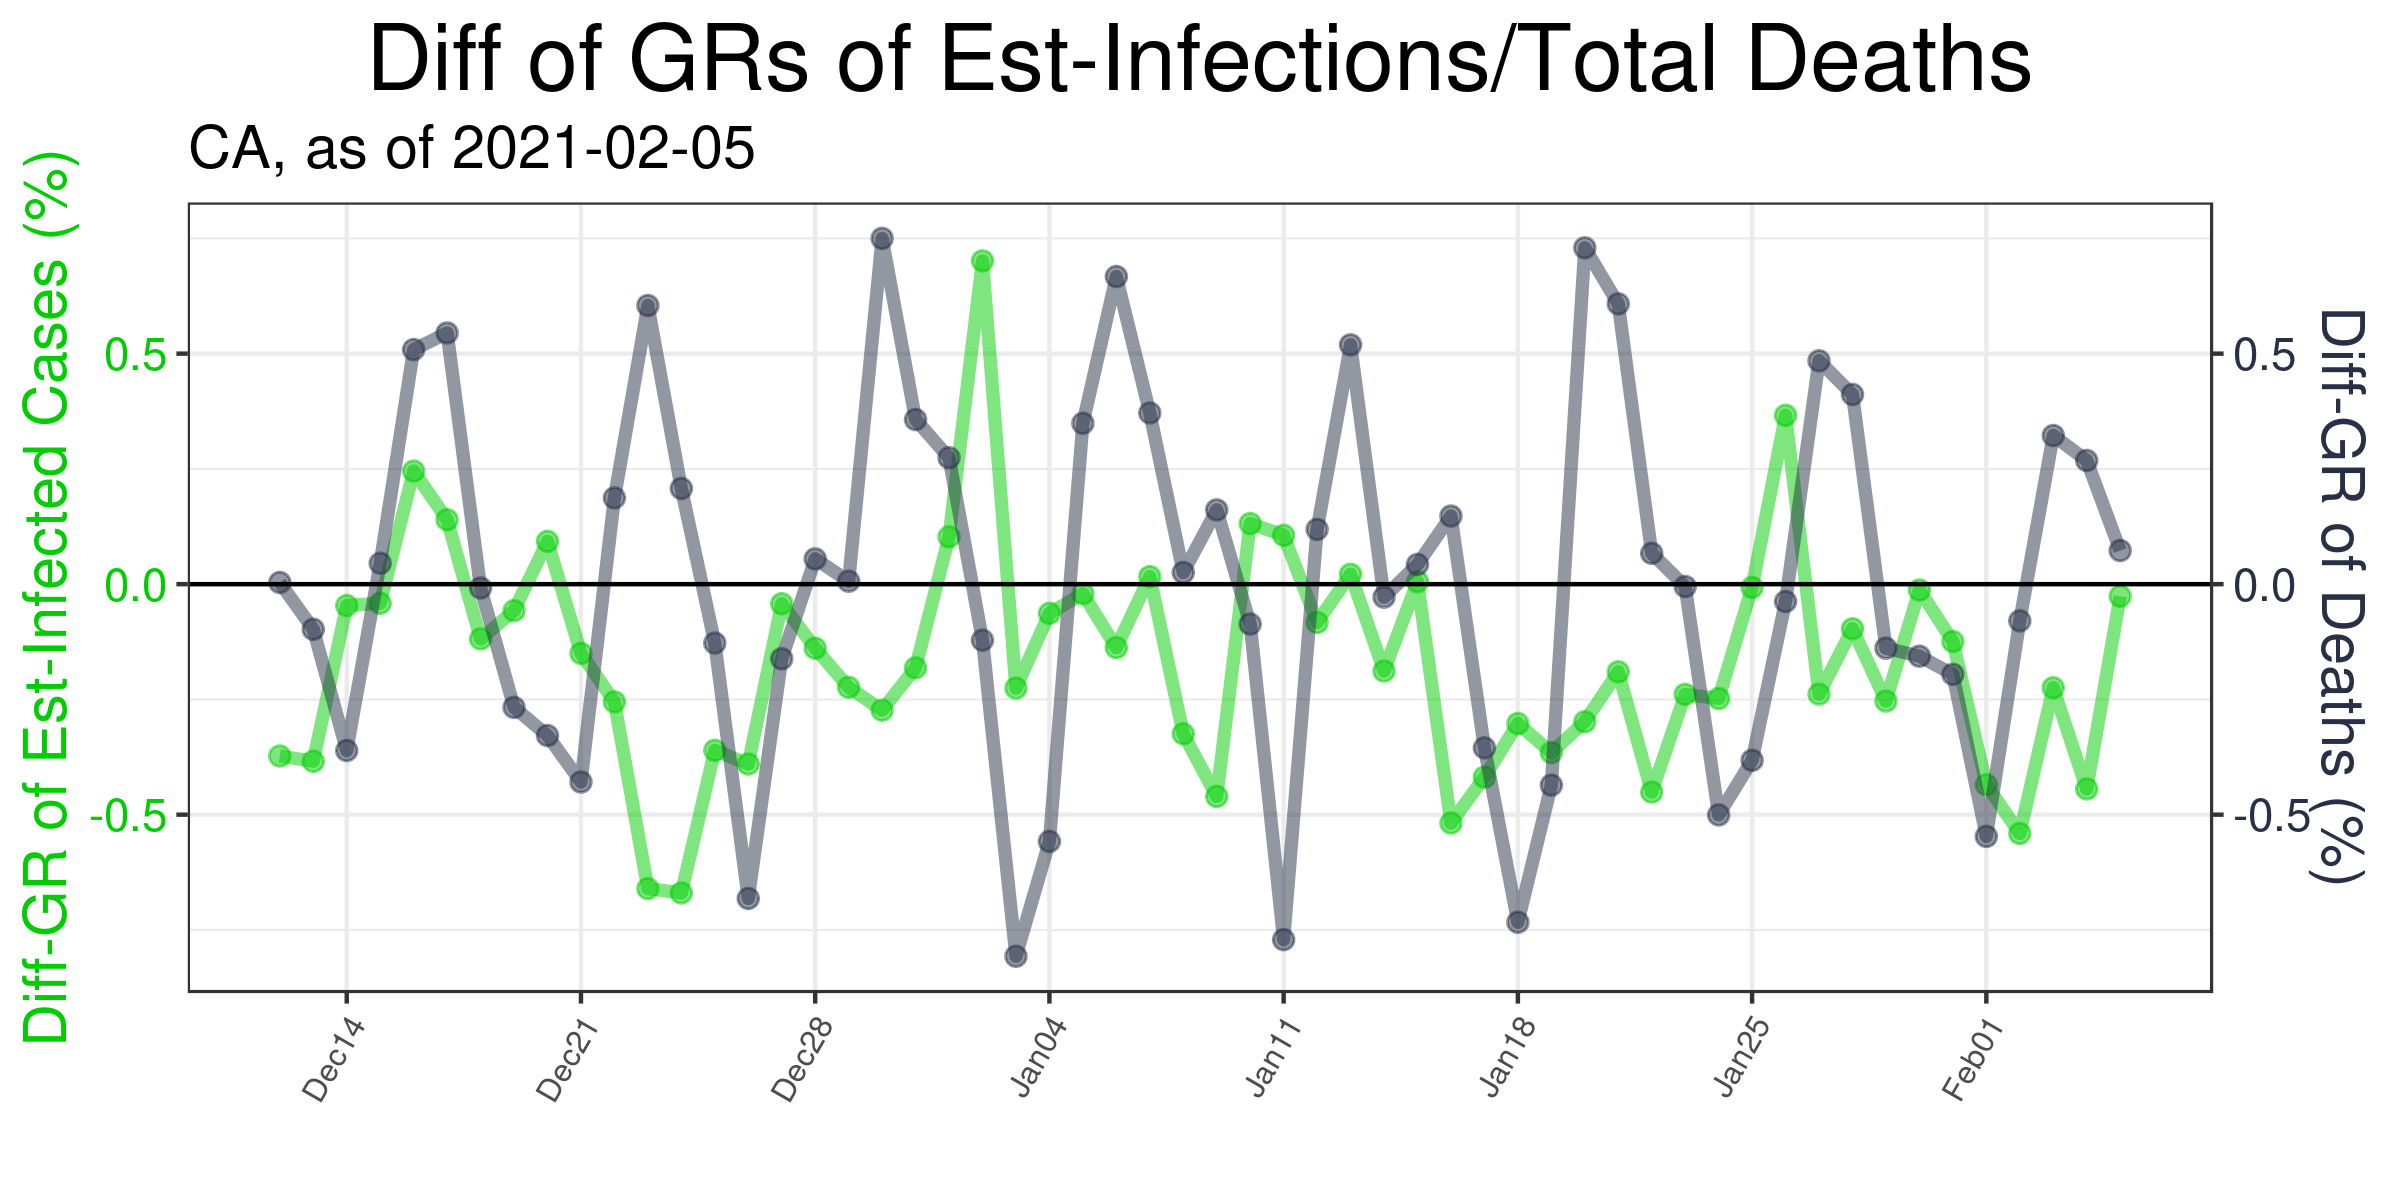 Diff of GRs of Est-Infections/Total Deaths
CA, as of 2021-02-05
Diff-GR of Est-Infected Cases (%)
0.5
0.0
-0.5
0.5
0.0
-0.5
Diff-GR of Deaths (%)
Dec14
Dec21
Dec28
Jan04
Jan11
Jan18
Jan25
Feb01